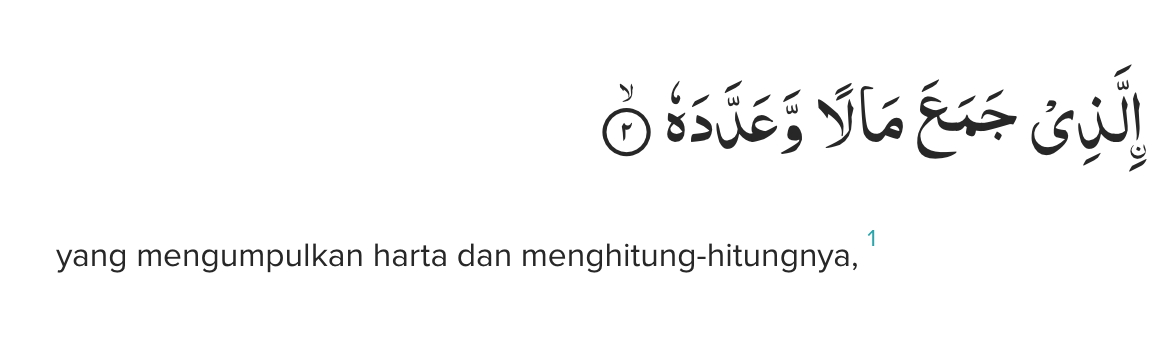 ۨالَّذِيْ جَمَعَ مَالًا وَّعَدَّدَهٗۙ ۝٢
yang mengumpulkan harta dan menghitung-hitungnya, 1